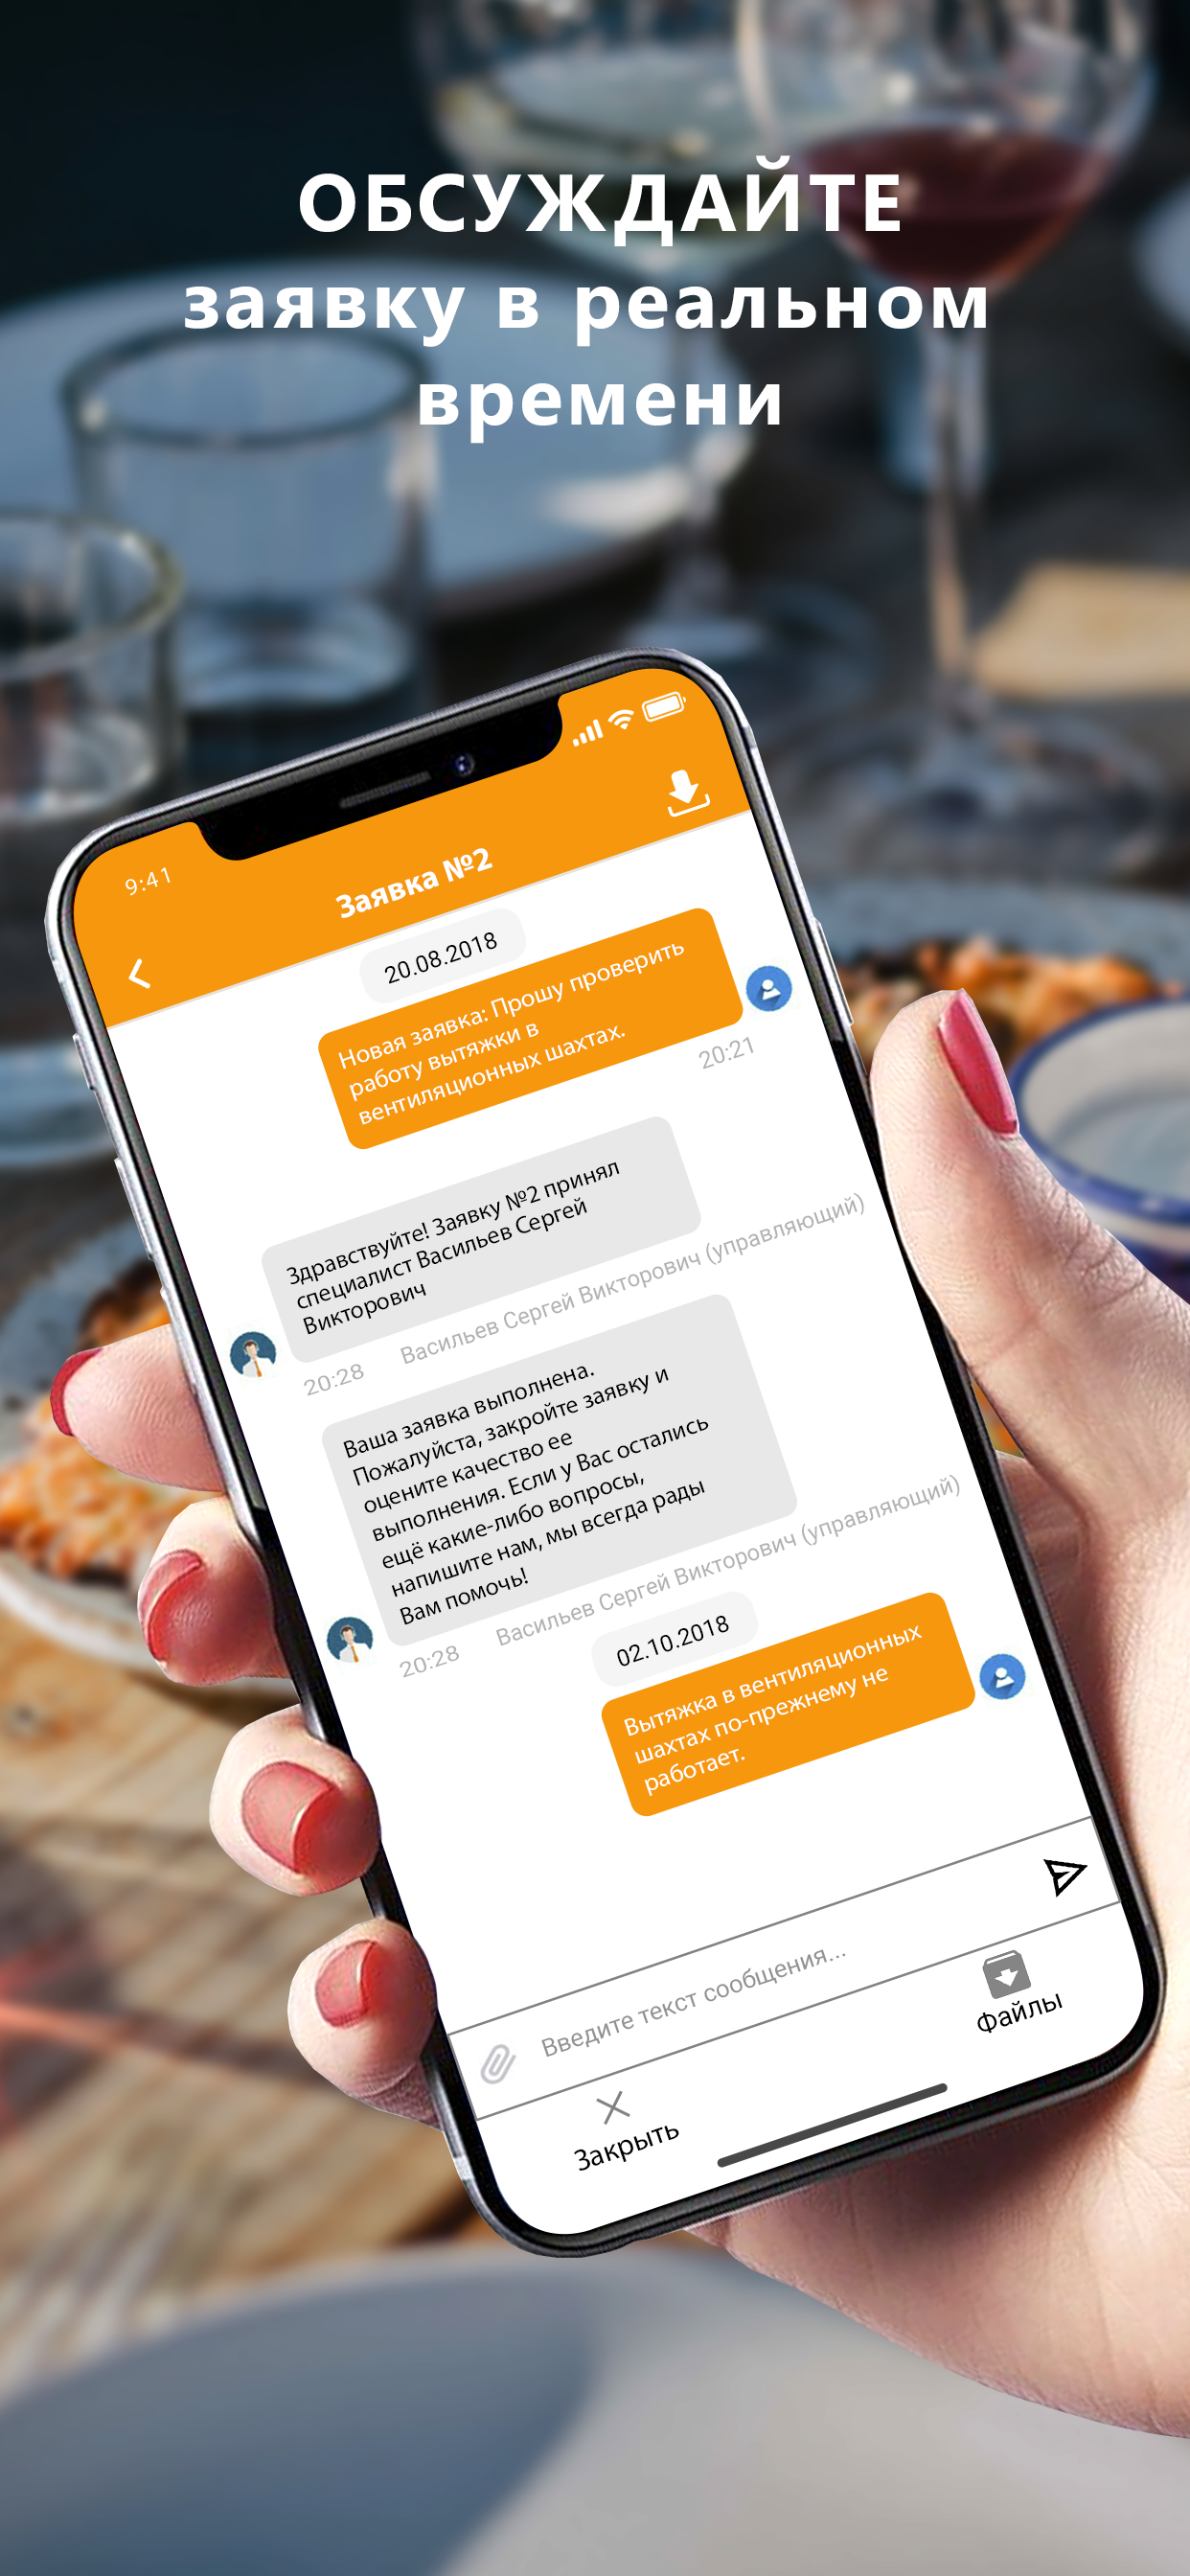 ОБСУЖДАЙТЕ
заявку в реальном
времени
9:41
Заявка №2
20.08.2018
Новая заявка: Прошу проверить
работу вытяжки в
вентиляционных шахтах.
20:21
Здравствуйте! Заявку №2 принял
специалист Васильев Сергей
Викторович
20:28 Васильев Сергей Викторович (управляющий)
Ваша заявка выполнена.
Пожалуйста, закройте заявку и
оцените качество ее
выполнения. Если у Вас остались
ещё какие-либо вопросы,
напишите нам, мы всегда рады
Вам помочь!
20:28 Васильев Сергей Викторович (управляющий)
02.10.2018
Вытяжка в вентиляционных
шахтах по-прежнему не
работает.
Введите текст сообщения...
Закрыть
Файлы